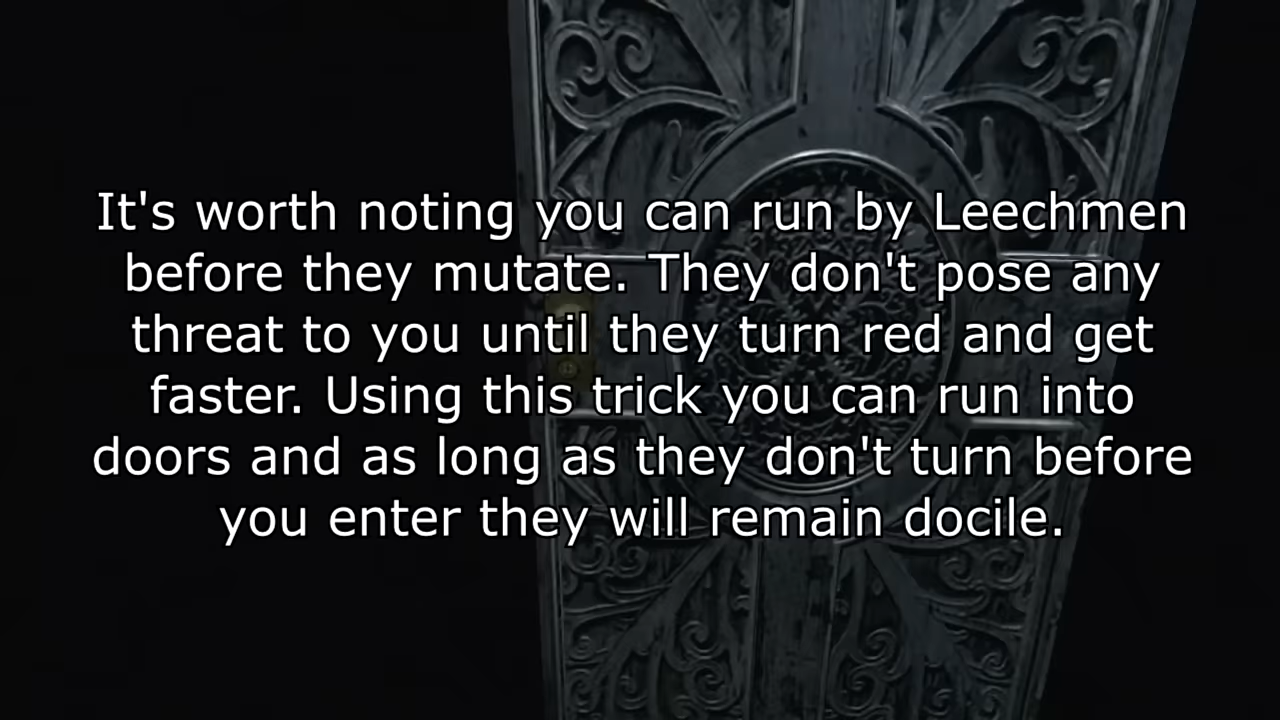 It's worth noting you can run by Leechmen
before they mutate. They don't pose any
threat to you until they turn red and get
faster. Using this trick you can run into
doors and as long as they don't turn before
you enter they will remain docile.